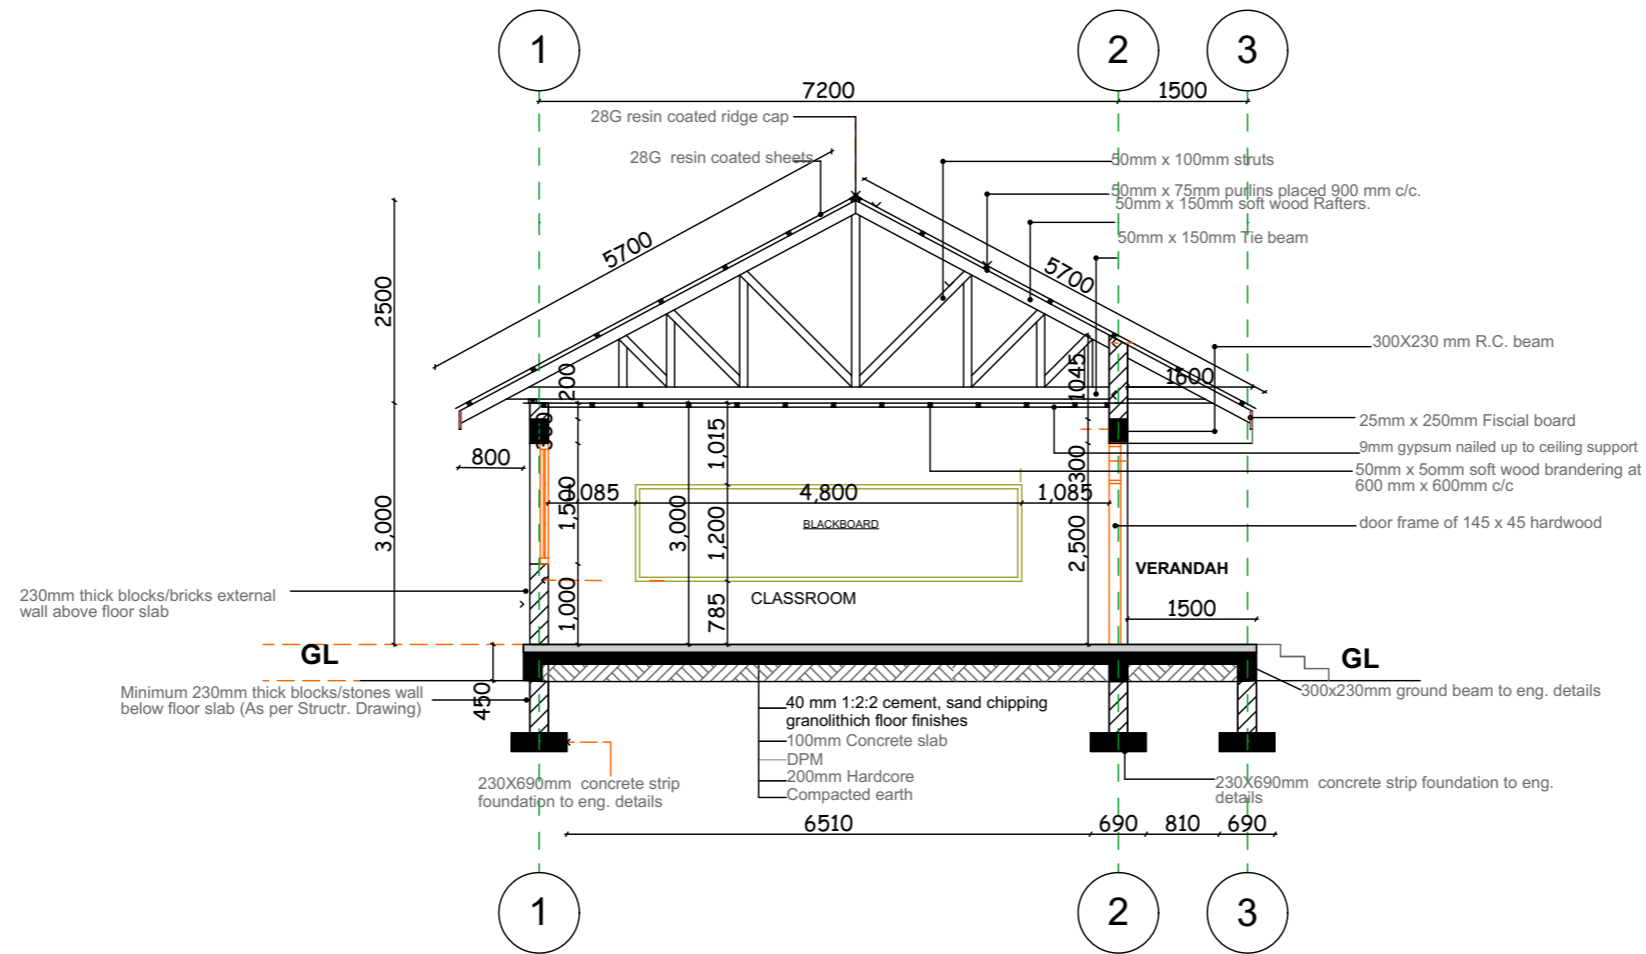 1
2
3
7200
1500
28G resin coated ridge cap
28G resin coated sheets
50mm x 100mm struts
50mm x 75mm purlins placed 900 mm c/c.
50mm x 150mm soft wood Rafters.
50mm x 150mm Tie beam
5700
5700
2500
300X230 mm R.C. beam
200
1045
1600
25mm x 250mm Fiscial board
9mm gypsum nailed up to ceiling support
50mm x 5omm soft wood brandering at
600 mm x 600mm c/c
800
1,015
300
4,800
1,085
1,500
3,000
3,000
1,200
2,500
BLACKBOARD
door frame of 145 x 45 hardwood
VERANDAH
230mm thick blocks/bricks external
wall above floor slab
1,000
785
CLASSROOM
1500
GL
GL
Minimum 230mm thick blocks/stones wall
below floor slab (As per Structr. Drawing)
450
300x230mm ground beam to eng. details
40 mm 1:2:2 cement, sand chipping
granolithich floor finishes
100mm Concrete slab
DPM
200mm Hardcore
Compacted earth
230X690mm concrete strip
foundation to eng. details
230X690mm concrete strip foundation to eng.
details
6510
690
810
690
1
2
3